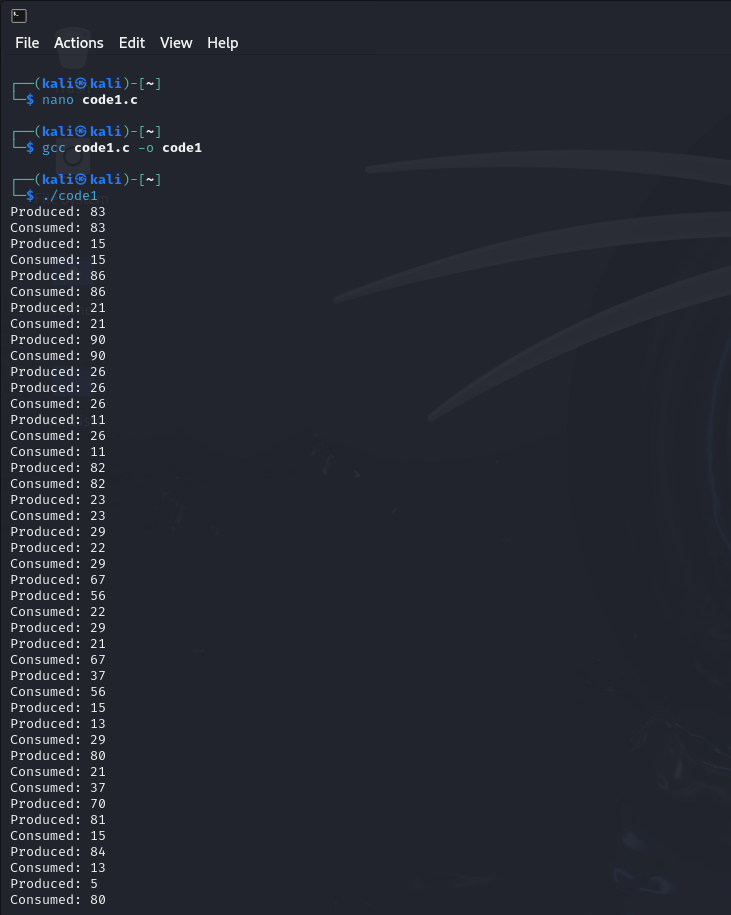 File Actions Edit View Help
┌──(kali㉿kali)-[~]
└─$ nano code1.c
┌──(kali㉿kali)-[~]
└─$ gcc code1.c -o code1
┌──(kali㉿kali)-[~]
└─$ ./code1
Produced: 83
Consumed: 83
Produced: 15
Consumed: 15
Produced: 86
Consumed: 86
Produced: 21
Consumed: 21
Produced: 90
Consumed: 90
Produced: 26
Produced: 26
Consumed: 26
Produced: 11
Consumed: 26
Consumed: 11
Produced: 82
Consumed: 82
Produced: 23
Consumed: 23
Produced: 29
Produced: 22
Consumed: 29
Produced: 67
Produced: 56
Consumed: 22
Produced: 29
Produced: 21
Consumed: 67
Produced: 37
Consumed: 56
Produced: 15
Produced: 13
Consumed: 29
Produced: 80
Consumed: 21
Consumed: 37
Produced: 70
Produced: 81
Consumed: 15
Produced: 84
Consumed: 13
Produced: 5
Consumed: 80